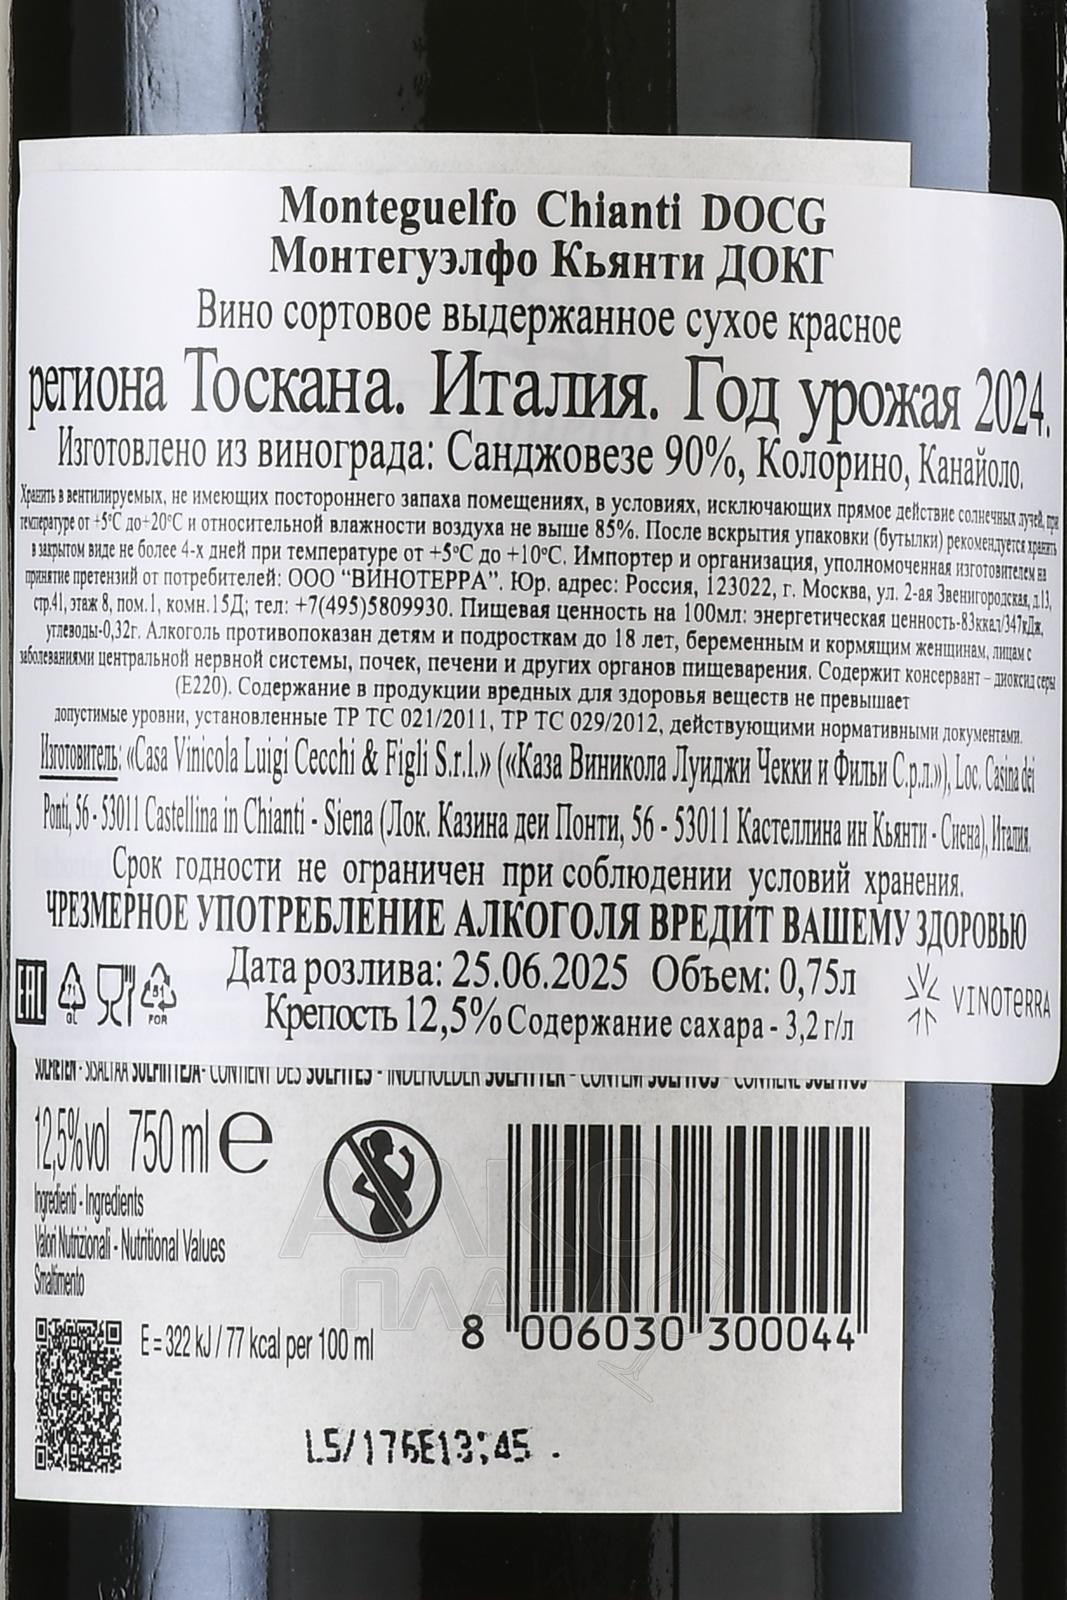 Monteguelfo Chianti DOCG
Монтегуэлфо Кьянти ДОКГ
Вино сортовое выдержанное сухое красное
региона Тоскана. Италия. Год урожая 2024.
Изготовлено из винограда: Санджовезе 90%, Колорино, Канайоло.
Хранить в вентилируемых, не имеющих постороннего запаха помещениях, в условиях, исключающих прямое действие солнечных лучей, при
температуре от +5°С до+20°С и относительной влажности воздуха не выше 85%. После вскрытия упаковки (бутылки) рекомендуется хранить
в закрытом виде не более 4-х дней при температуре от +5°С до +10°С. Импортер и организация, уполномоченная изготовителем на
принятие претензий от потребителей: ООО “ВИНОТЕРРА”. Юр. адрес: Россия, 123022, г. Москва, ул. 2-ая Звенигородская, д.13,
стр.41, этаж 8, пом.1, комн.15Д; тел: +7(495)5809930. Пищевая ценность на 100мл: энергетическая ценность-83ккал/347кДж,
углеводы-0,32г. Алкоголь противопоказан детям и подросткам до 18 лет, беременным и кормящим женщинам, лицам с
заболеваниями центральной нервной системы, почек, печени и других органов пищеварения. Содержит консервант – диоксид серы
(Е220). Содержание в продукции вредных для здоровья веществ не превышает
допустимые уровни, установленные ТР ТС 021/2011, ТР ТС 029/2012, действующими нормативными документами.
Изготовитель: «Casa Vinicola Luigi Cecchi & Figli S.r.l.» («Каза Виникола Луиджи Чекки и Фильи С.р.л.»), Loc. Casina dei
Ponti, 56 - 53011 Castellina in Chianti - Siena (Лок. Казина деи Понти, 56 - 53011 Кастеллина ин Кьянти - Сиена), Италия.
Срок годности не ограничен при соблюдении условий хранения.
ЧРЕЗМЕРНОЕ УПОТРЕБЛЕНИЕ АЛКОГОЛЯ ВРЕДИТ ВАШЕМУ ЗДОРОВЬЮ
Дата розлива: 25.06.2025 Объем: 0,75л
Крепость 12,5% Содержание сахара - 3,2 г/л
EAC
71
GL
51
FOR
VINOTERRA
SULFIETEN - SISÄLTÄÄ SULFIITTEJA - CONTIENT DES SULFITES - INDEHOLDER SULFITTER - CONTÉM SULFITOS - CONTIENE SULFITOS
12,5%vol 750 ml e
Ingredienti - Ingredients
Valori Nutrizionali - Nutritional Values
Smaltimento
E = 322 kJ / 77 kcal per 100 ml
8 006030 300044
L5/176E13:45
АЛКО
ПЛАЗА